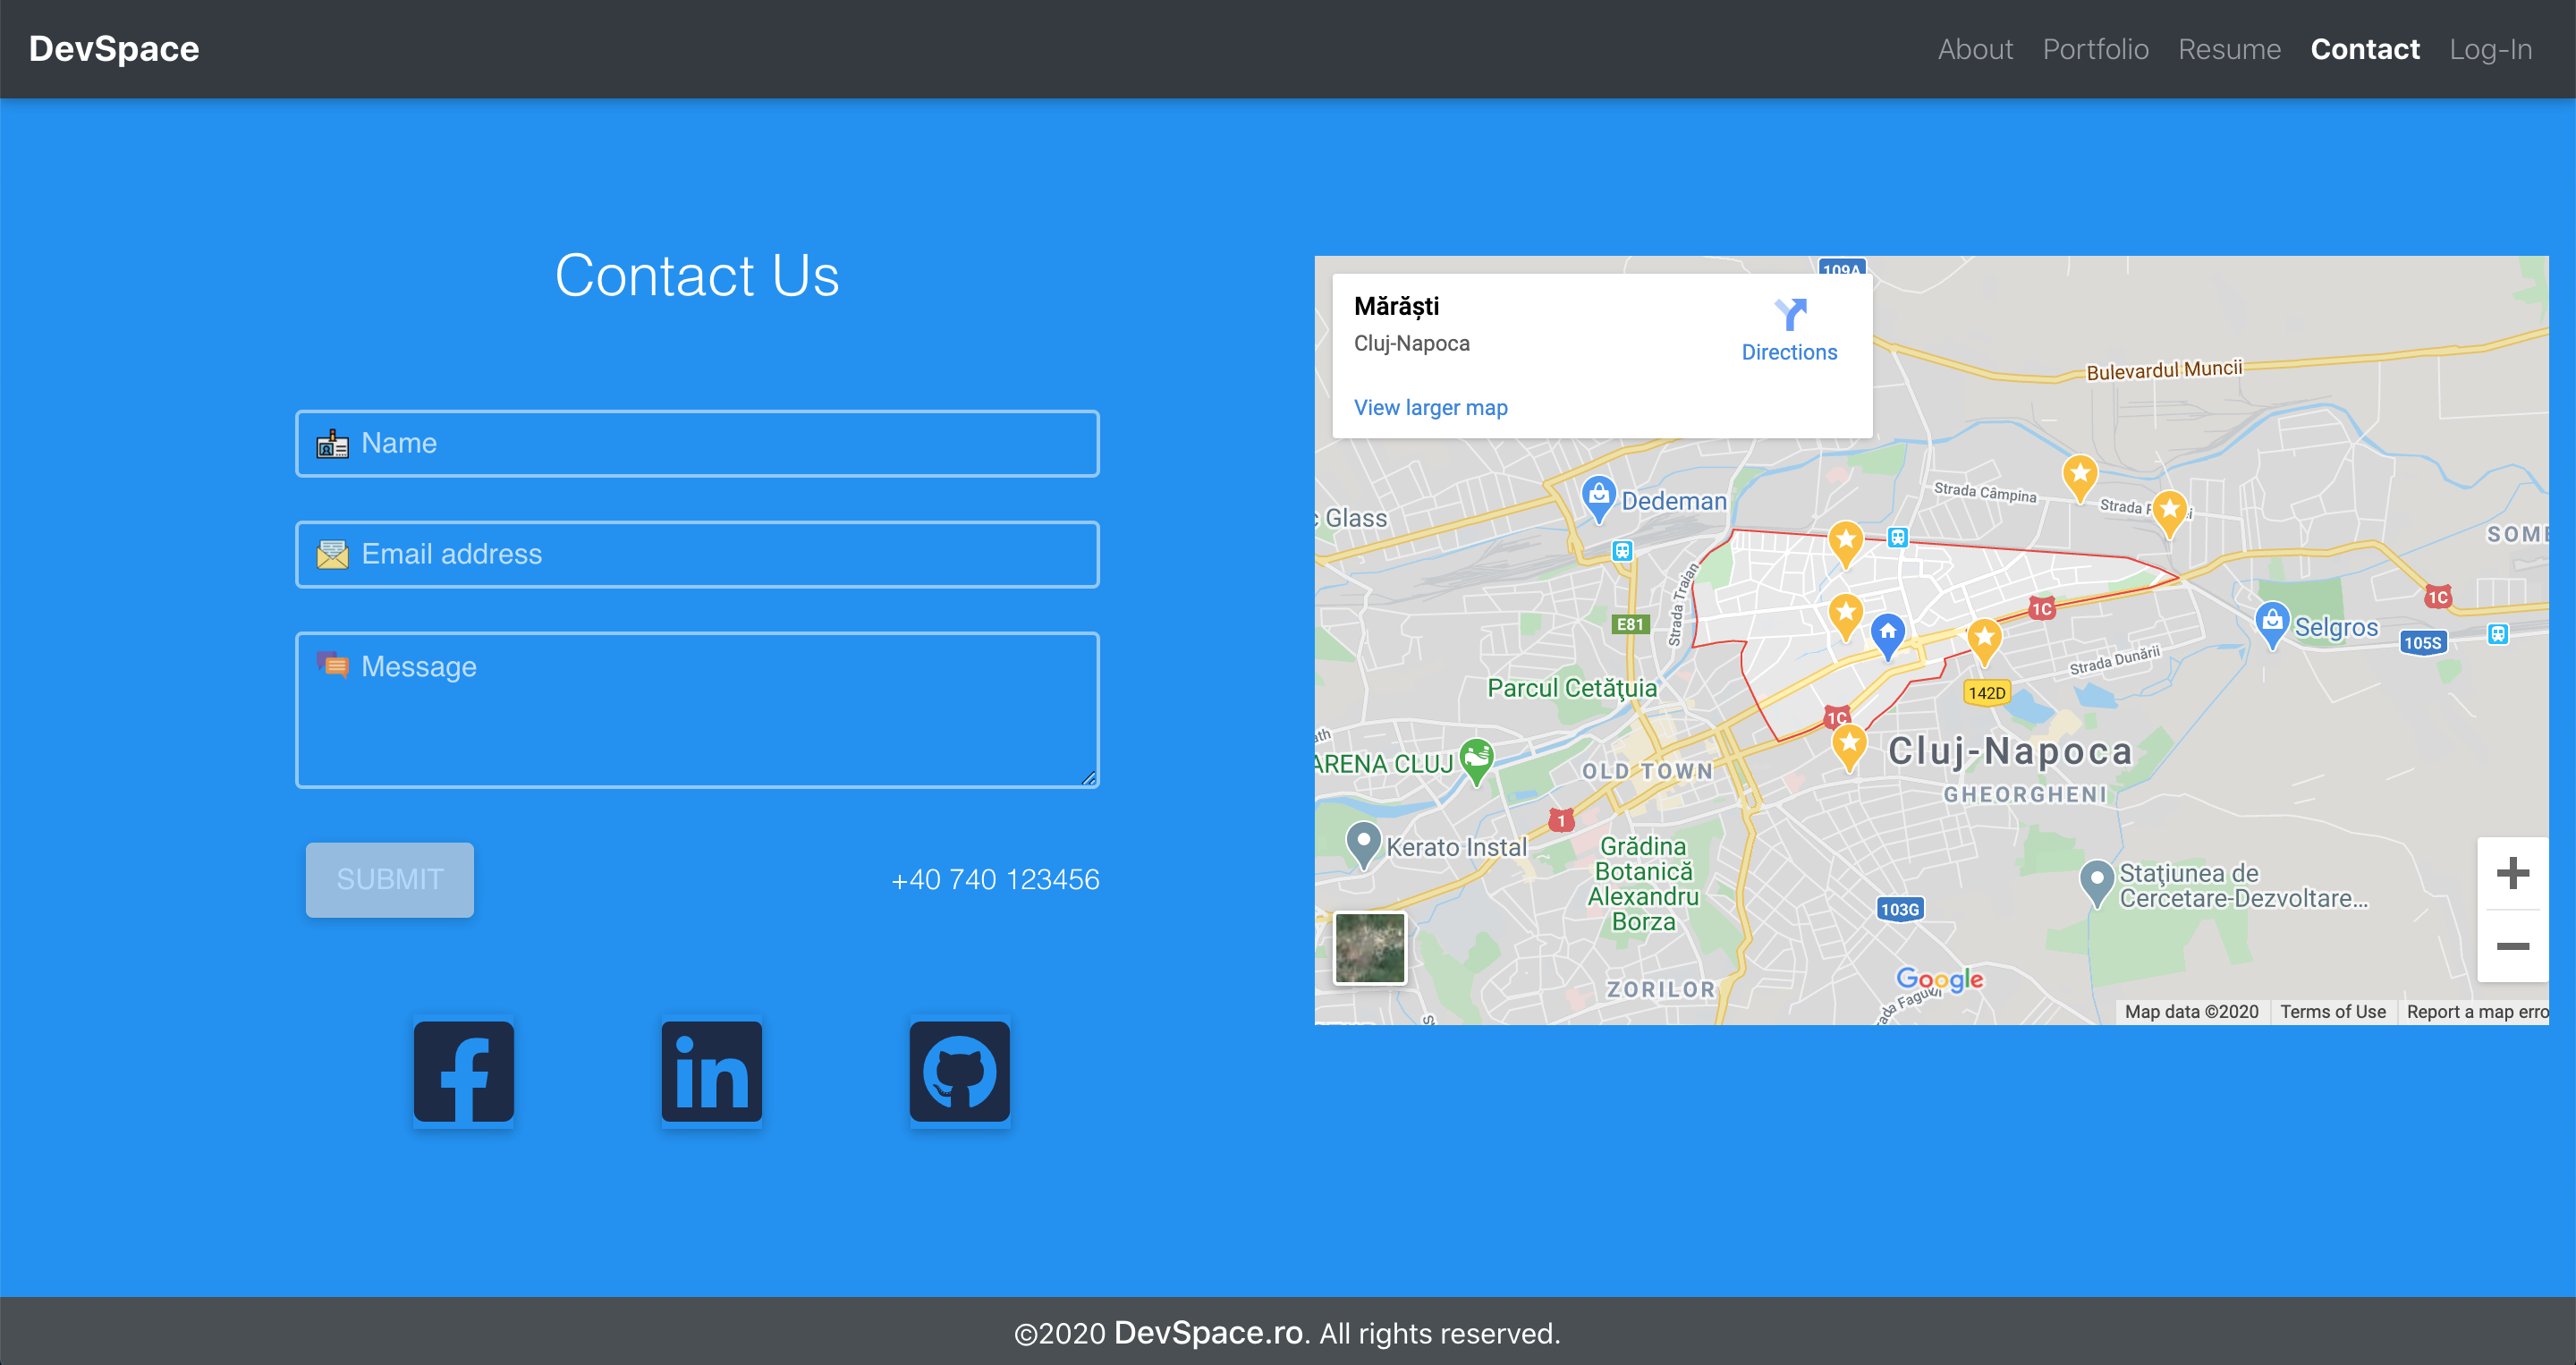 DevSpace
About Portfolio Resume Contact Log-In
Contact Us
Name
Email address
Message
SUBMIT
+40 740 123456
Mărăști
Cluj-Napoca
Directions
View larger map
109A
Bulevardul Muncii
Dedeman
Strada Câmpina
Strada
Glass
SOME
Strada Traian
E81
1C
1C
Selgros
105S
Strada Dunării
Parcul Cetăţuia
142D
1C
ARENA CLUJ
OLD TOWN
Cluj-Napoca
GHEORGHENI
1
Kerato Instal
Grădina
Botanică
Alexandru
Borza
103G
Staţiunea de
Cercetare-Dezvoltare...
ZORILOR
Google
Map data ©2020
Terms of Use
Report a map erro
©2020 DevSpace.ro. All rights reserved.